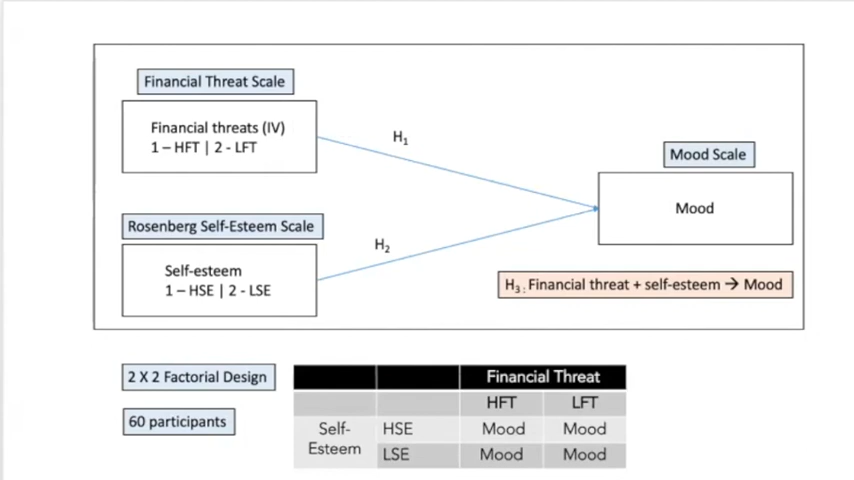 Financial Threat Scale
Financial threats (IV)
1 – HFT | 2 - LFT
H1
Mood Scale
Mood
Rosenberg Self-Esteem Scale
H2
Self-esteem
1 – HSE | 2 - LSE
H3 : Financial threat + self-esteem → Mood
2 X 2 Factorial Design
60 participants
Financial Threat
HFT LFT
Self-Esteem HSE Mood Mood
LSE Mood Mood